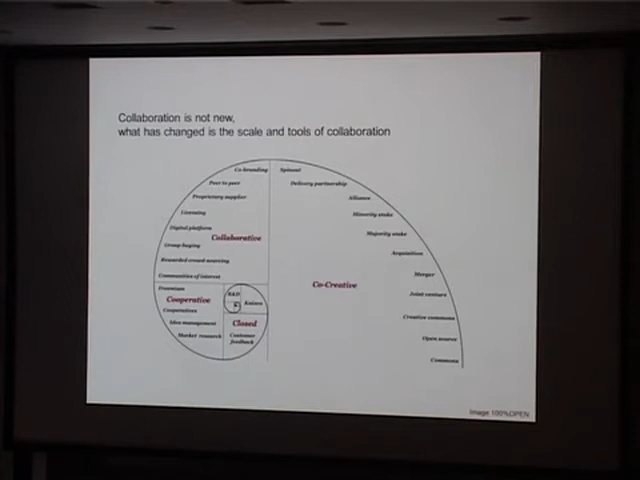 Collaboration is not new,
what has changed is the scale and tools of collaboration
Co-branding
Spinout
Peer to peer
Delivery partnership
Proprietary supplier
Alliance
Licensing
Minority stake
Digital platform
Majority stake
Collaborative
Group buying
Acquisition
Rewarded crowd sourcing
Communities of interest
Merger
Co-Creative
Freemium
R&D
Joint venture
Cooperative
Kaizen
Cooperatives
Creative commons
Idea management
Closed
Market research
Customer
feedback
Open source
Commons
Image 100%OPEN